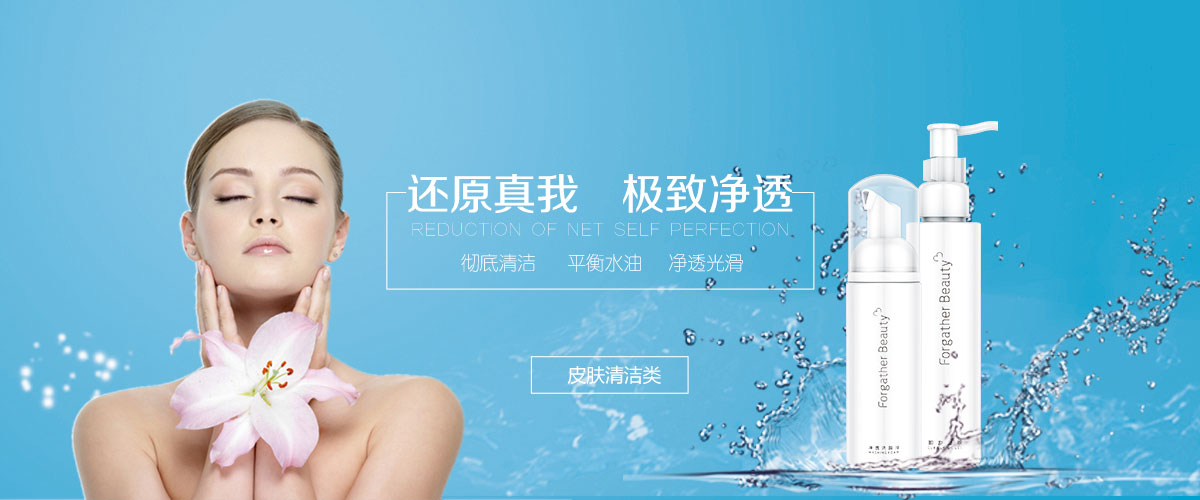 还原真我 极致净透
REDUCTION OF NET SELF PERFECTION
彻底清洁 平衡水油 净透光滑
皮肤清洁类
Forgather Beauty
Forgather Beauty